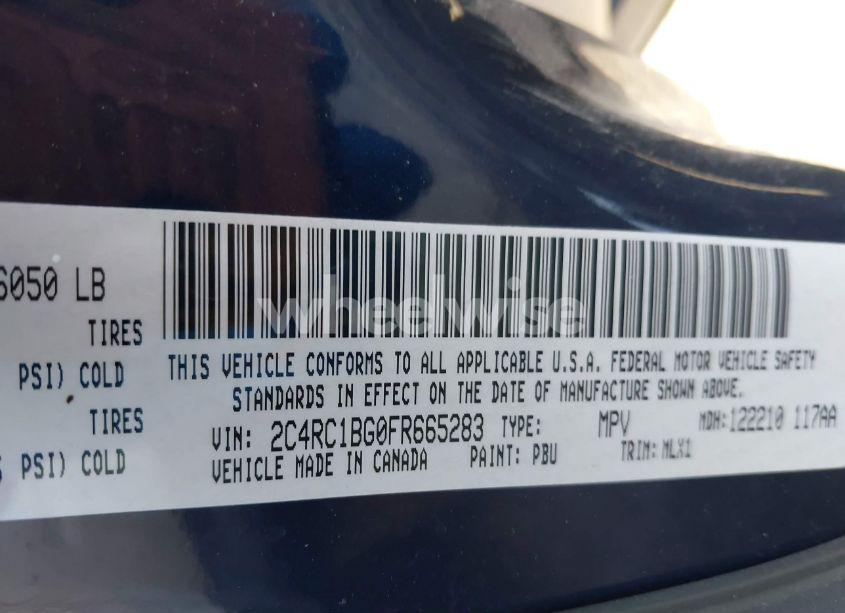 6050 LB
TIRES
PSI) COLD
TIRES
PSI) COLD
wheelwise
THIS VEHICLE CONFORMS TO ALL APPLICABLE U.S.A. FEDERAL MOTOR VEHICLE SAFETY
STANDARDS IN EFFECT ON THE DATE OF MANUFACTURE SHOWN ABOVE.
VIN: 2C4RC1BG0FR665283 TYPE: MPV MDH:122210 117AA
VEHICLE MADE IN CANADA PAINT: PBU TRIM: MLX1